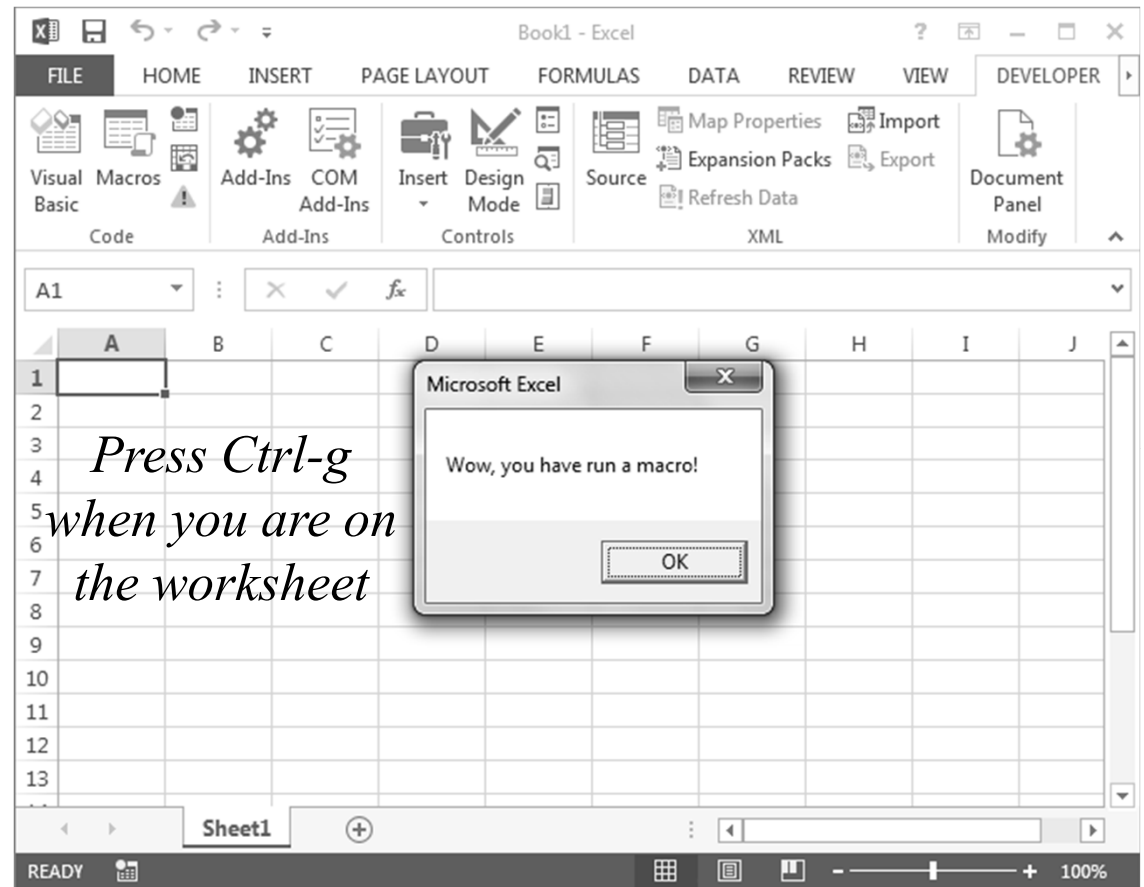 Book1 - Excel
?
FILE HOME INSERT PAGE LAYOUT FORMULAS DATA REVIEW VIEW DEVELOPER
Visual Basic
Macros
Code
Add-Ins
COM Add-Ins
Add-Ins
Insert
Design Mode
Controls
Source
Map Properties
Expansion Packs
Refresh Data
Import
Export
XML
Document Panel
Modify
A1
fx
A B C D E F G H I J
1
2
3
4
5
6
7
8
9
10
11
12
13
Press Ctrl-g
when you are on
the worksheet
Microsoft Excel
Wow, you have run a macro!
OK
Sheet1
READY
100%